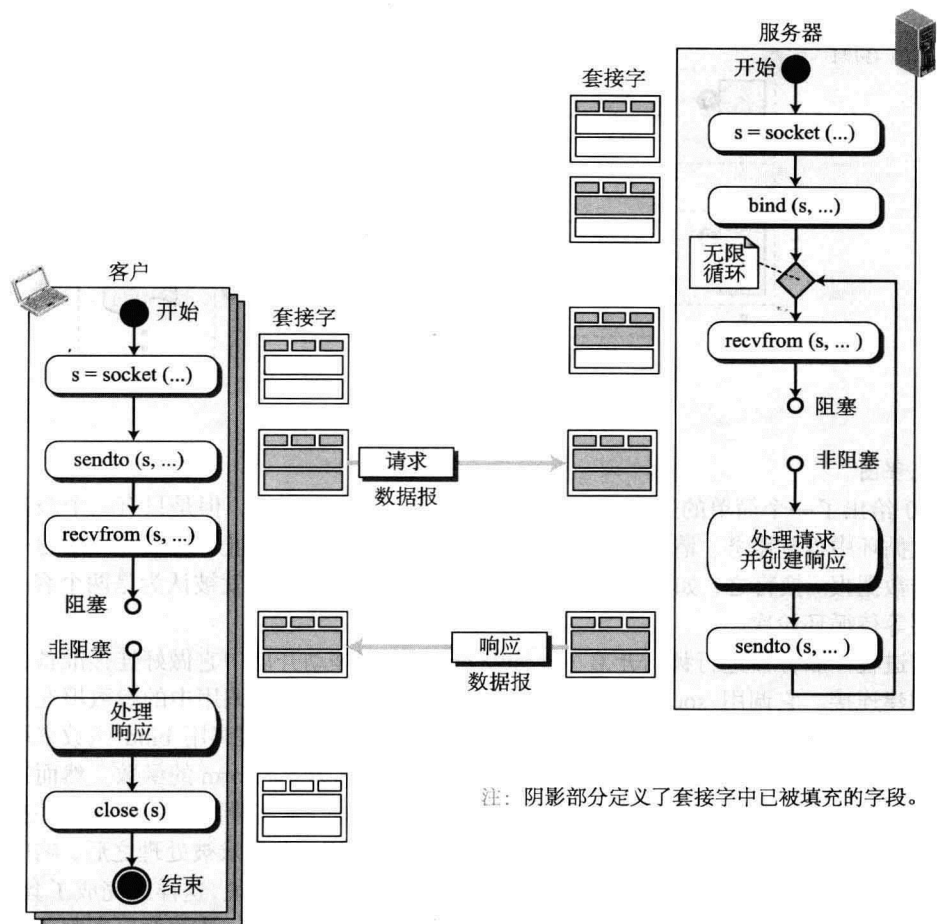 服务器
开始
套接字
s = socket (...)
bind (s, ...)
无限
循环
recvfrom (s, ... )
阻塞
非阻塞
处理请求
并创建响应
sendto (s, ... )
客户
开始
套接字
s = socket (...)
sendto (s, ...)
recvfrom (s, ...)
阻塞
非阻塞
处理
响应
close (s)
结束
请求
数据报
响应
数据报
注：阴影部分定义了套接字中已被填充的字段。